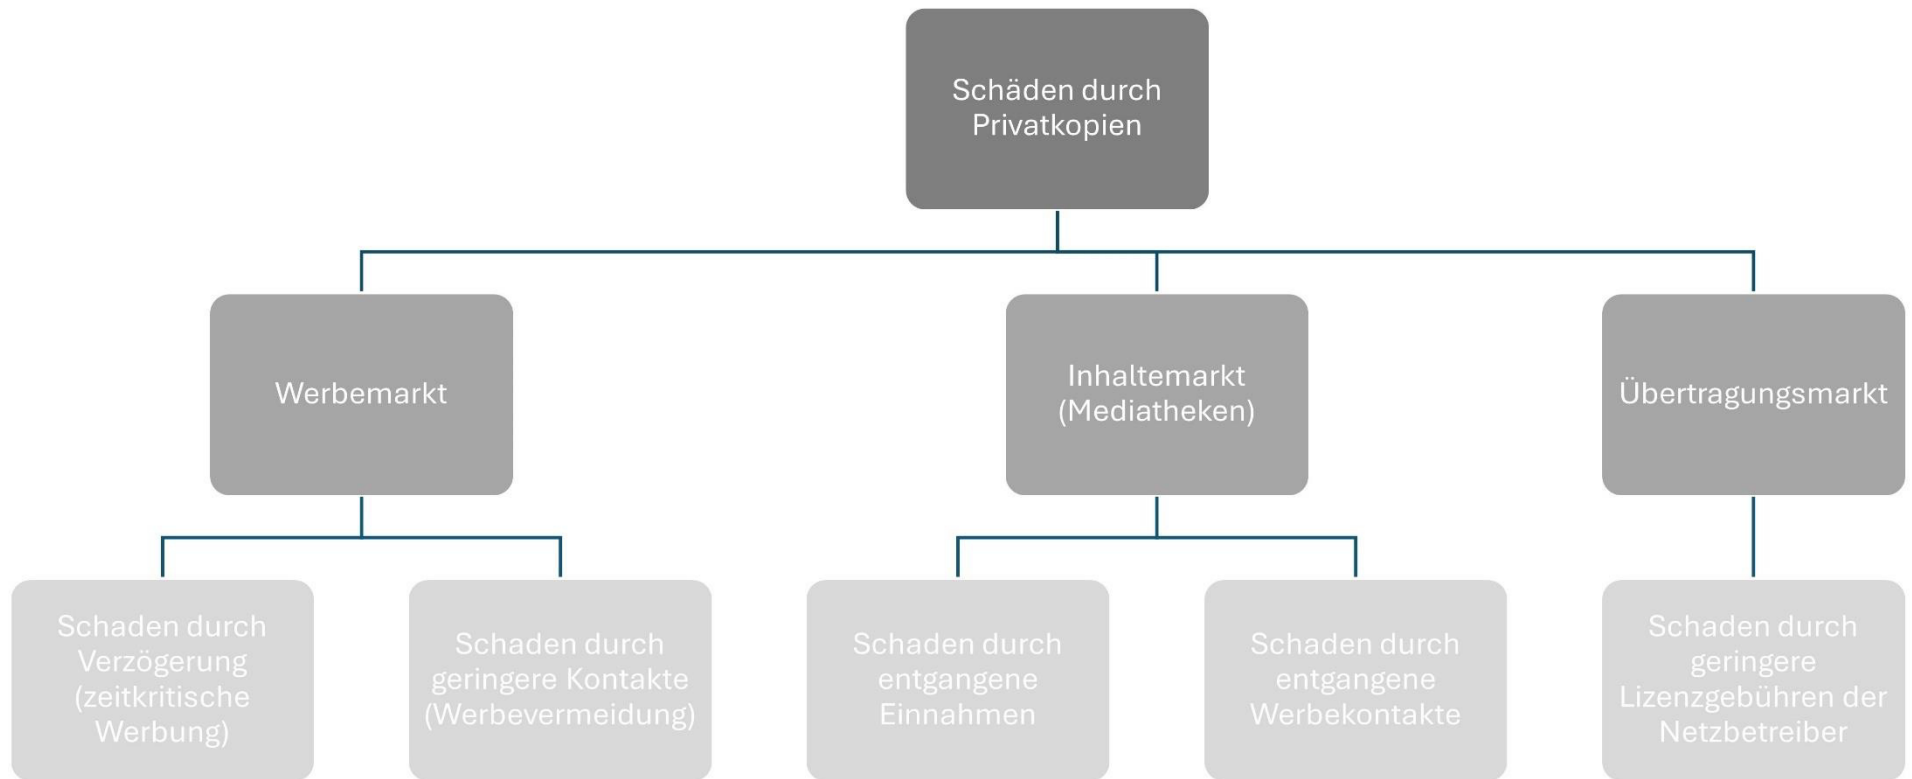 Schäden durch
Privatkopien
Werbemarkt
Inhaltemarkt
(Mediatheken)
Übertragungsmarkt
Schaden durch
Verzögerung
(zeitkritische
Werbung)
Schaden durch
geringere Kontakte
(Werbevermeidung)
Schaden durch
entgangene
Einnahmen
Schaden durch
entgangene
Werbekontakte
Schaden durch
geringere
Lizenzgebühren der
Netzbetreiber